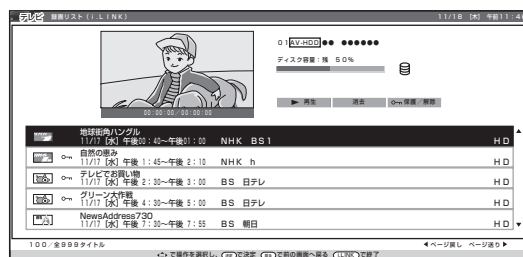 テレビ 録画リスト (i.LINK) 11/18 [木] 午前11:4
01 AV-HDD ●● ●●●●●●
ディスク容量:残 50%
00:00:00/00:00:00
▶ 再生 消去 保護/解除
地球街角ハングル
11/17 [水] 午後00:40~午後01:00 NHK BS1 HD
自然の恵み
11/17 [水] 午後 1:45~午後 2:10 NHK h HD
テレビでお買い物
11/17 [水] 午後 2:30~午後 3:00 BS 日テレ HD
グリーン大作戦
11/17 [水] 午後 4:30~午後 5:00 BS 日テレ HD
NewsAddress730
11/17 [水] 午後 7:30~午後 7:55 BS 朝日 HD
100/全999タイトル ◀ページ戻し ページ送り▶
で操作を選択し、 で決定 で前の画面へ戻る i.LINK で終了